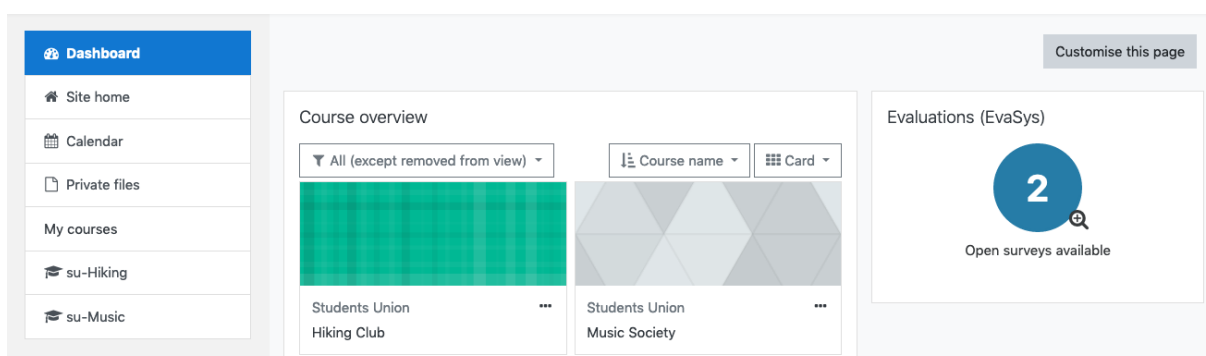 Dashboard
Site home
Calendar
Private files
My courses
su-Hiking
su-Music
Customise this page
Course overview
All (except removed from view)
Course name
Card
Students Union
Hiking Club
Students Union
Music Society
Evaluations (EvaSys)
2
Open surveys available